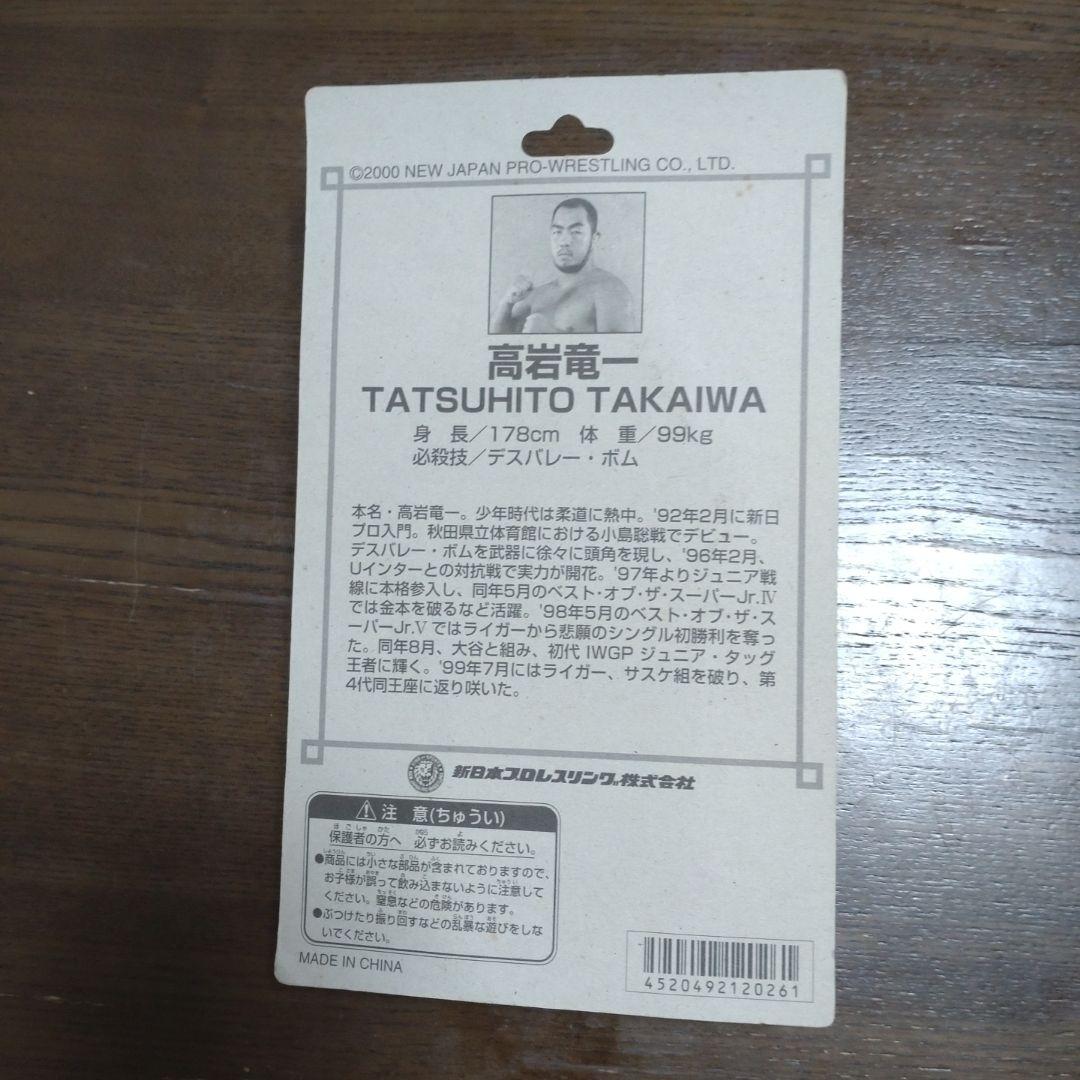 ©2000 NEW JAPAN PRO-WRESTLING CO., LTD.
高岩竜一
TATSUHITO TAKAIWA
身 長／178cm 体 重／99kg
必殺技／デスバレー・ボム
本名・高岩竜一。少年時代は柔道に熱中。'92年2月に新日
プロ入門。秋田県立体育館における小島聡戦でデビュー。
デスバレー・ボムを武器に徐々に頭角を現し、'96年2月、
Uインターとの対抗戦で実力が開花。'97年よりジュニア戦
線に本格参入し、同年5月のベスト・オブ・ザ・スーパーJr.Ⅳ
では金本を破るなど活躍。'98年5月のベスト・オブ・ザ・ス
ーパーJr.Ⅴではライガーから悲願のシングル初勝利を奪っ
た。同年8月、大谷と組み、初代 IWGP ジュニア・タッグ
王者に輝く。'99年7月にはライガー、サスケ組を破り、第
4代同王座に返り咲いた。
新日本プロレスリング株式会社
注 意(ちゅうい)
保護者の方へ 必ずお読みください。
●商品には小さな部品が含まれておりますので、
お子様が誤って飲み込まないように注意して
ください。窒息などの危険があります。
●ぶつけたり振り回すなどの乱暴な遊びをしな
いでください。
MADE IN CHINA
4520492120261